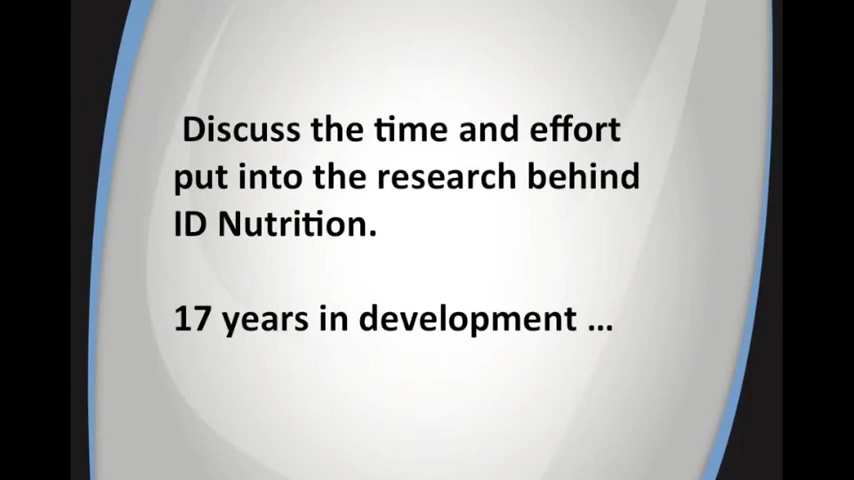 Discuss the time and effort
put into the research behind
ID Nutrition.
17 years in development ...